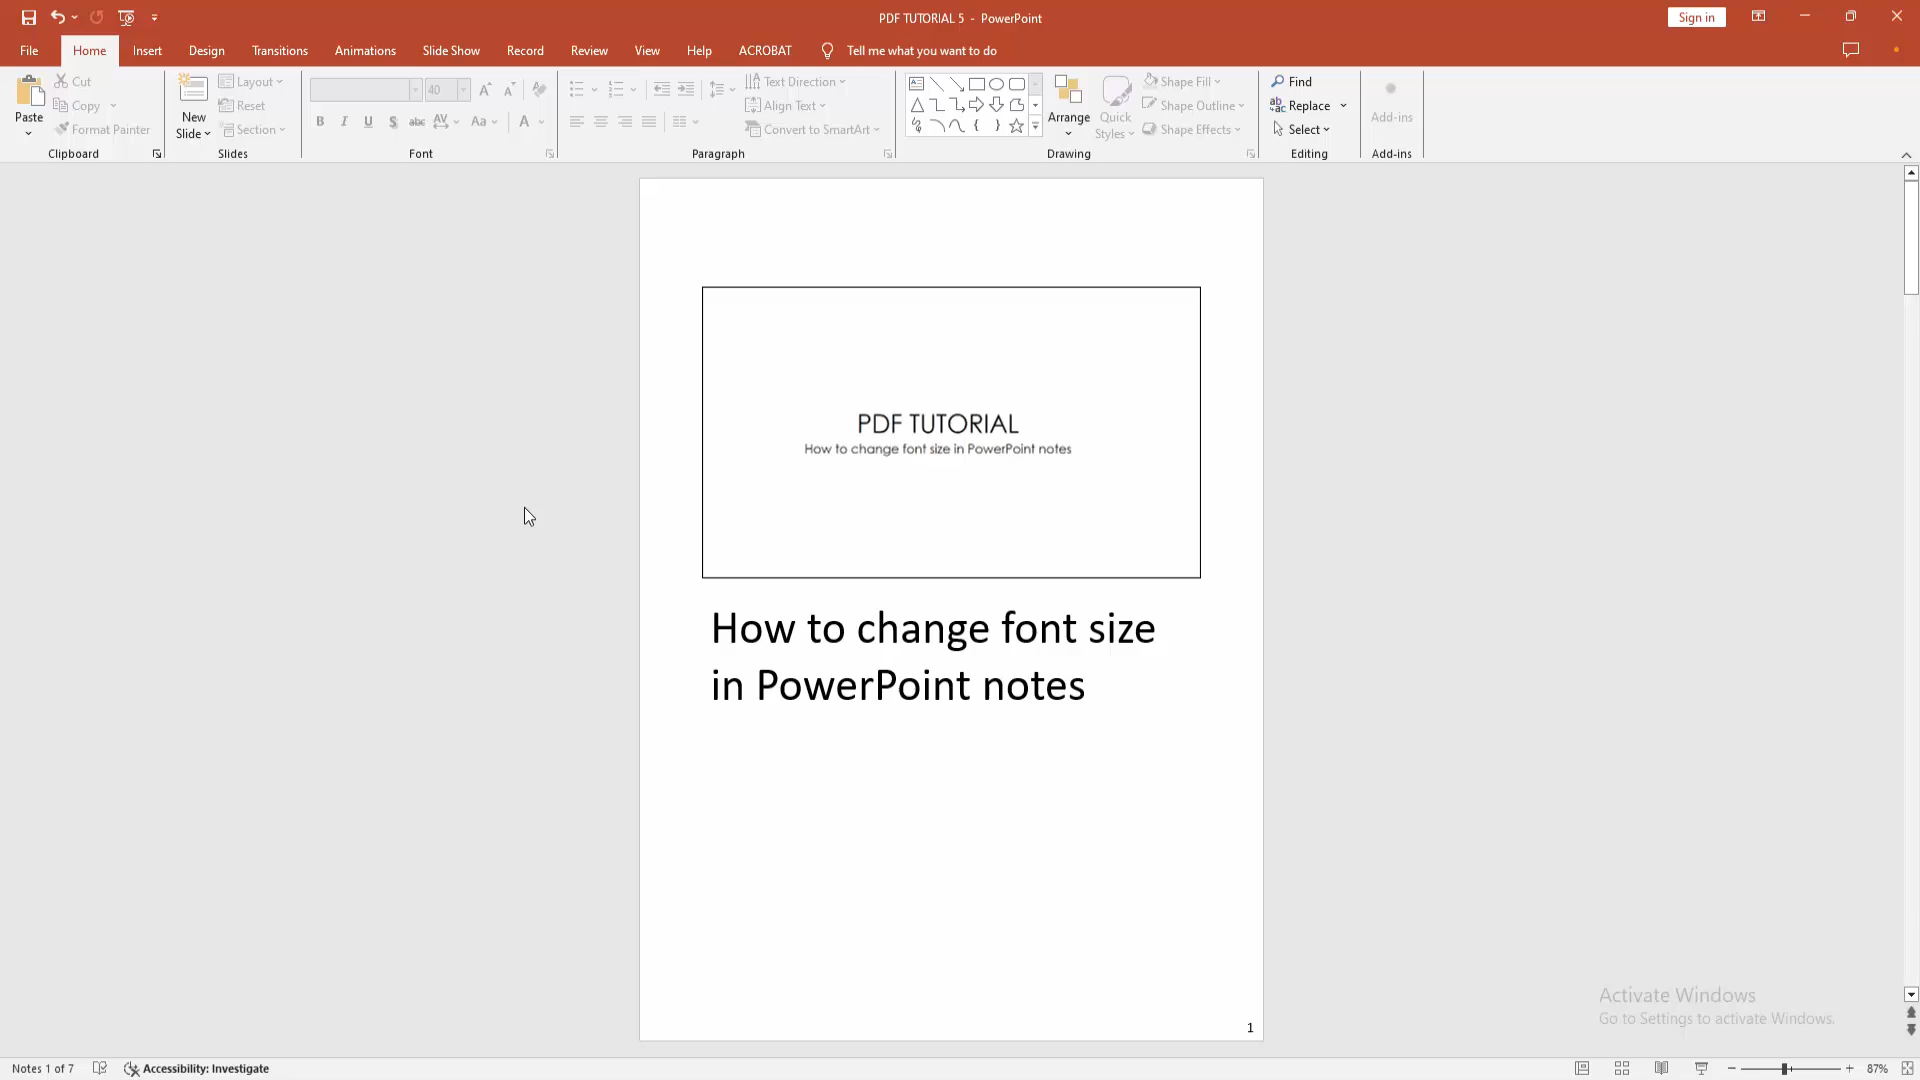 PDF TUTORIAL 5 - PowerPoint
Sign in
File
Home
Insert
Design
Transitions
Animations
Slide Show
Record
Review
View
Help
ACROBAT
Tell me what you want to do
Paste
Cut
Copy
Format Painter
Clipboard
New
Slide
Layout
Reset
Section
Slides
40
B I U S abc AV Aa A
Font
Text Direction
Align Text
Convert to SmartArt
Paragraph
Arrange
Quick
Styles
Shape Fill
Shape Outline
Shape Effects
Drawing
Find
Replace
Select
Editing
Add-ins
Add-ins
PDF TUTORIAL
How to change font size in PowerPoint notes
How to change font size
in PowerPoint notes
1
Activate Windows
Go to Settings to activate Windows.
Notes 1 of 7
Accessibility: Investigate
87%